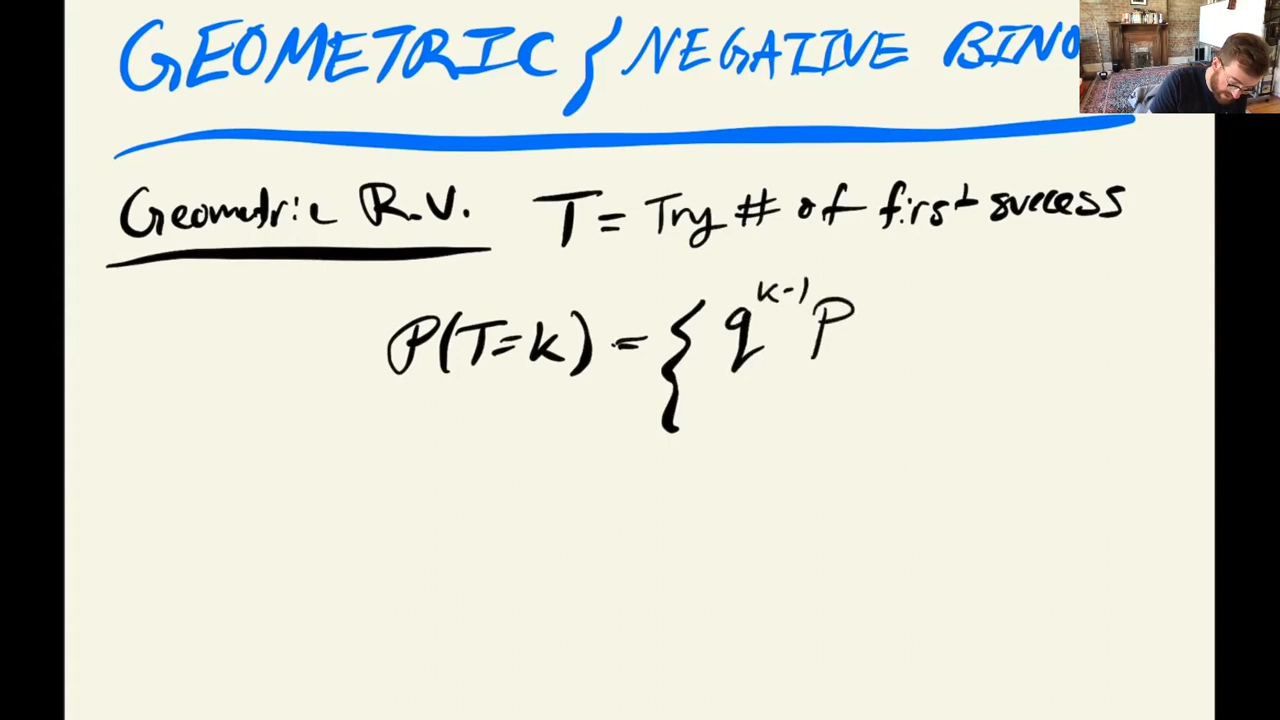 GEOMETRIC { NEGATIVE BINO
Geometric R.V. T = Try # of first success
P(T=k) = { q^{k-1} p